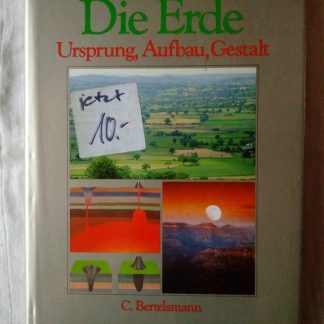 Die Erde
Ursprung, Aufbau, Gestalt
jetzt
10.-
C. Bertelsmann